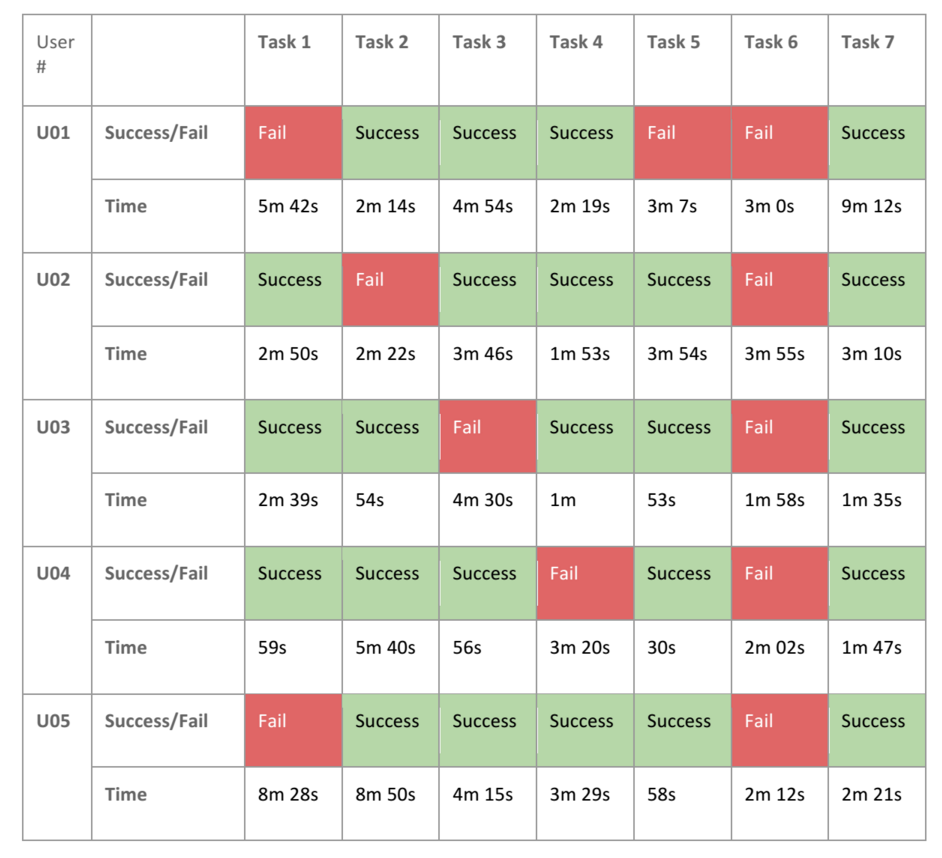 User # Task 1 Task 2 Task 3 Task 4 Task 5 Task 6 Task 7
U01 Success/Fail Fail Success Success Success Fail Fail Success
Time 5m 42s 2m 14s 4m 54s 2m 19s 3m 7s 3m 0s 9m 12s
U02 Success/Fail Success Fail Success Success Success Fail Success
Time 2m 50s 2m 22s 3m 46s 1m 53s 3m 54s 3m 55s 3m 10s
U03 Success/Fail Success Success Fail Success Success Fail Success
Time 2m 39s 54s 4m 30s 1m 53s 1m 58s 1m 35s
U04 Success/Fail Success Success Success Fail Success Fail Success
Time 59s 5m 40s 56s 3m 20s 30s 2m 02s 1m 47s
U05 Success/Fail Fail Success Success Success Success Fail Success
Time 8m 28s 8m 50s 4m 15s 3m 29s 58s 2m 12s 2m 21s